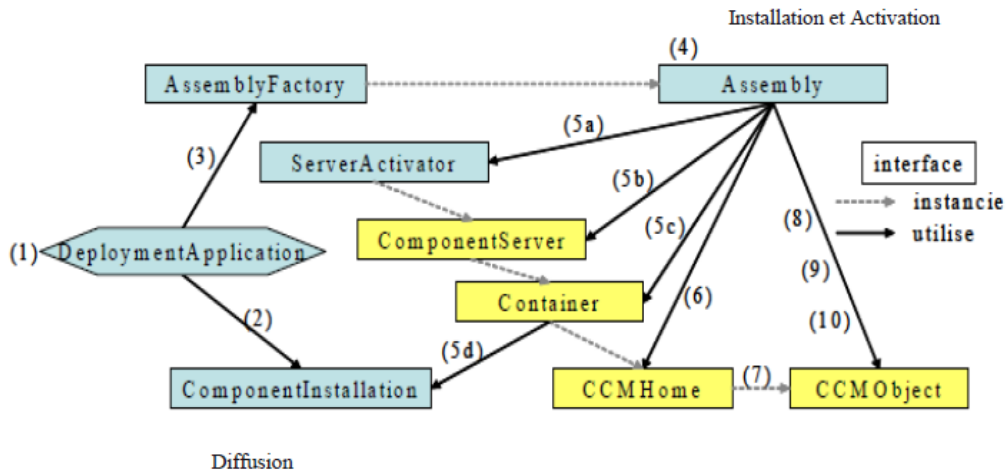 Installation et Activation
(4)
AssemblyFactory
Assembly
(5a)
(3)
ServerActivator
(5b)
interface
(5c)
instancie
(8)
utilise
ComponentServer
(1)
DeploymentApplication
(9)
Container
(6)
(2)
(10)
(5d)
(7)
ComponentInstallation
CCMHome
CCMObject
Diffusion